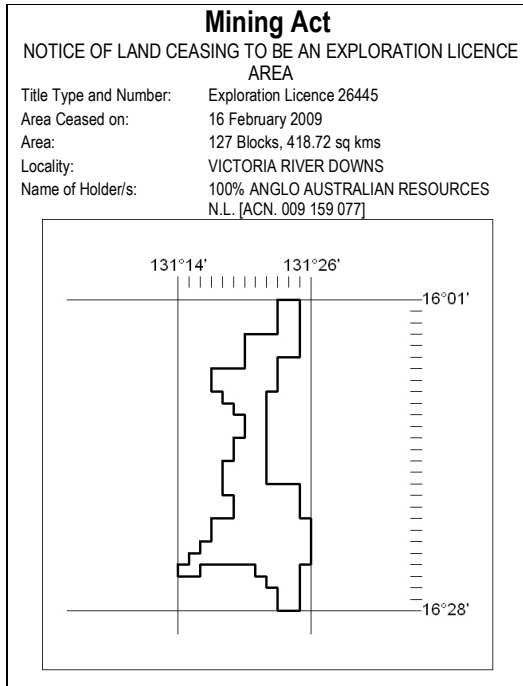 Mining Act
NOTICE OF LAND CEASING TO BE AN EXPLORATION LICENCE
AREA
Title Type and Number: Exploration Licence 26445
Area Ceased on: 16 February 2009
Area: 127 Blocks, 418.72 sq kms
Locality: VICTORIA RIVER DOWNS
Name of Holder/s: 100% ANGLO AUSTRALIAN RESOURCES
N.L. [ACN. 009 159 077]
131°14' 131°26'
16°01'
16°28'